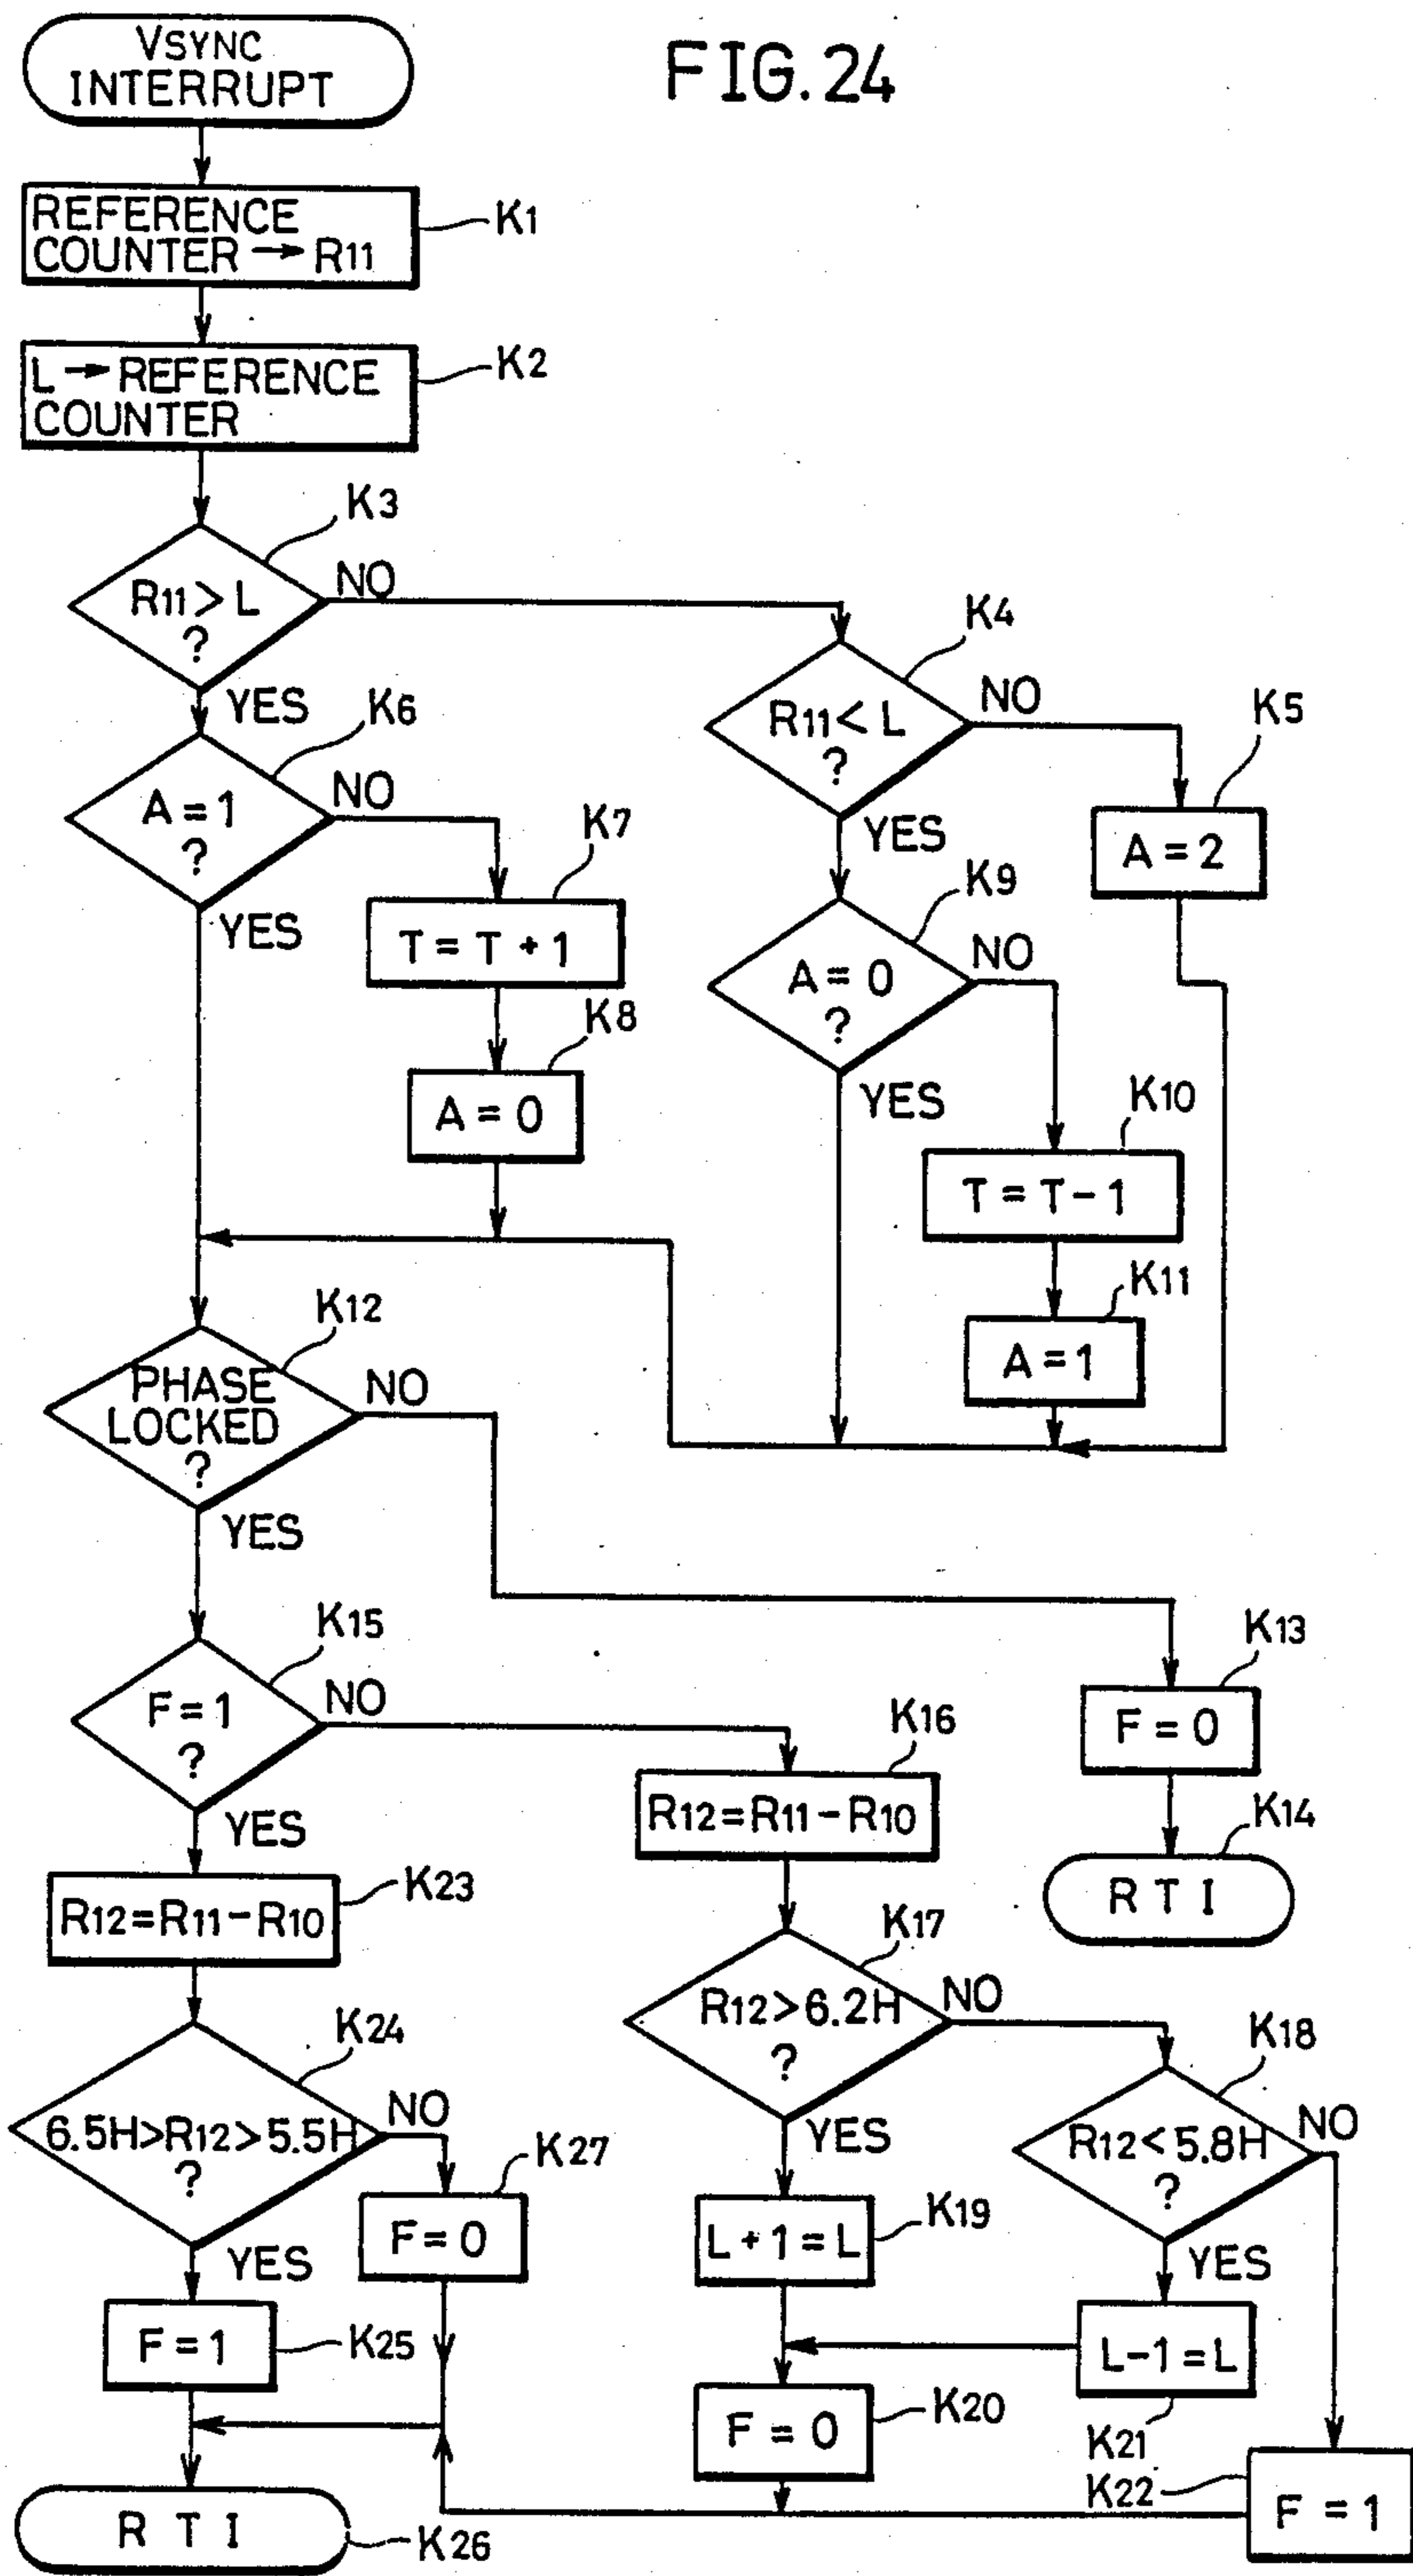 FIG. 24
VSYNC
INTERRUPT
REFERENCE
COUNTER → R11
K1
L → REFERENCE
COUNTER
K2
K3
R11 > L
?
NO
YES
K4
R11 < L
?
NO
YES
K5
A = 2
K6
A = 1
?
NO
YES
K7
T = T + 1
K8
A = 0
K9
A = 0
?
NO
YES
K10
T = T - 1
K11
A = 1
K12
PHASE
LOCKED
?
NO
YES
K13
F = 0
K14
R T I
K15
F = 1
?
NO
YES
K16
R12 = R11 - R10
K17
R12 > 6.2H
?
NO
YES
K18
R12 < 5.8H
?
NO
YES
K19
L + 1 = L
K20
F = 0
L - 1 = L
K21
K22
F = 1
K23
R12 = R11 - R10
K24
6.5H > R12 > 5.5H
?
NO
YES
K27
F = 0
F = 1
K25
R T I
K26